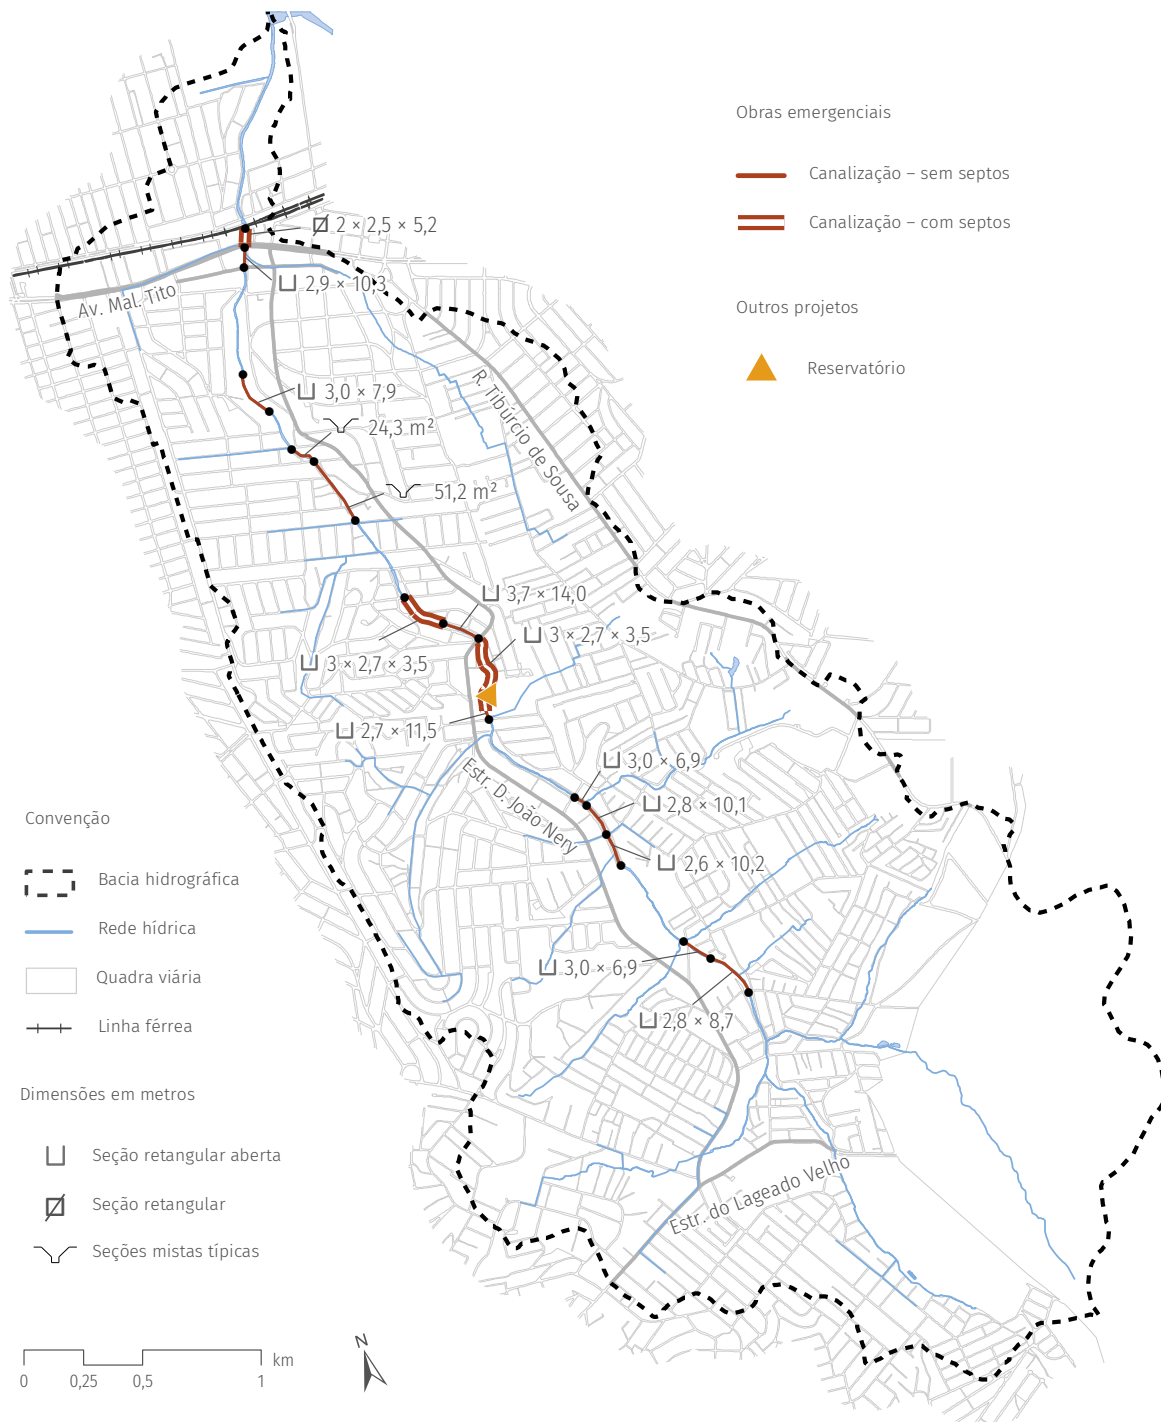 Obras emergenciais
Canalização – sem septos
Canalização – com septos
Outros projetos
Reservatório
2 × 2,5 × 5,2
2,9 × 10,3
Av. Mal. Tito
R. Tibúrcio de Sousa
3,0 × 7,9
24,3 m²
51,2 m²
3,7 × 14,0
3 × 2,7 × 3,5
3 × 2,7 × 3,5
2,7 × 11,5
Estr. D. João Nery
3,0 × 6,9
2,8 × 10,1
2,6 × 10,2
3,0 × 6,9
2,8 × 8,7
Estr. do Lageado Velho
Convenção
Bacia hidrográfica
Rede hídrica
Quadra viária
Linha férrea
Dimensões em metros
Seção retangular aberta
Seção retangular
Seções mistas típicas
N
km
0 0,25 0,5 1